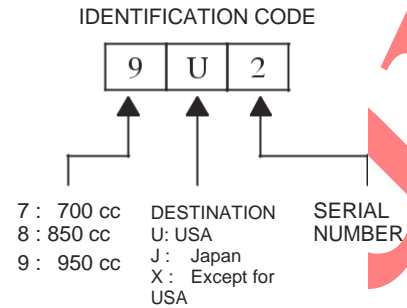 IDENTIFICATION CODE
9 U 2
7 : 700 cc
8 : 850 cc
9 : 950 cc
DESTINATION
U: USA
J : Japan
X : Except for
USA
SERIAL
NUMBER